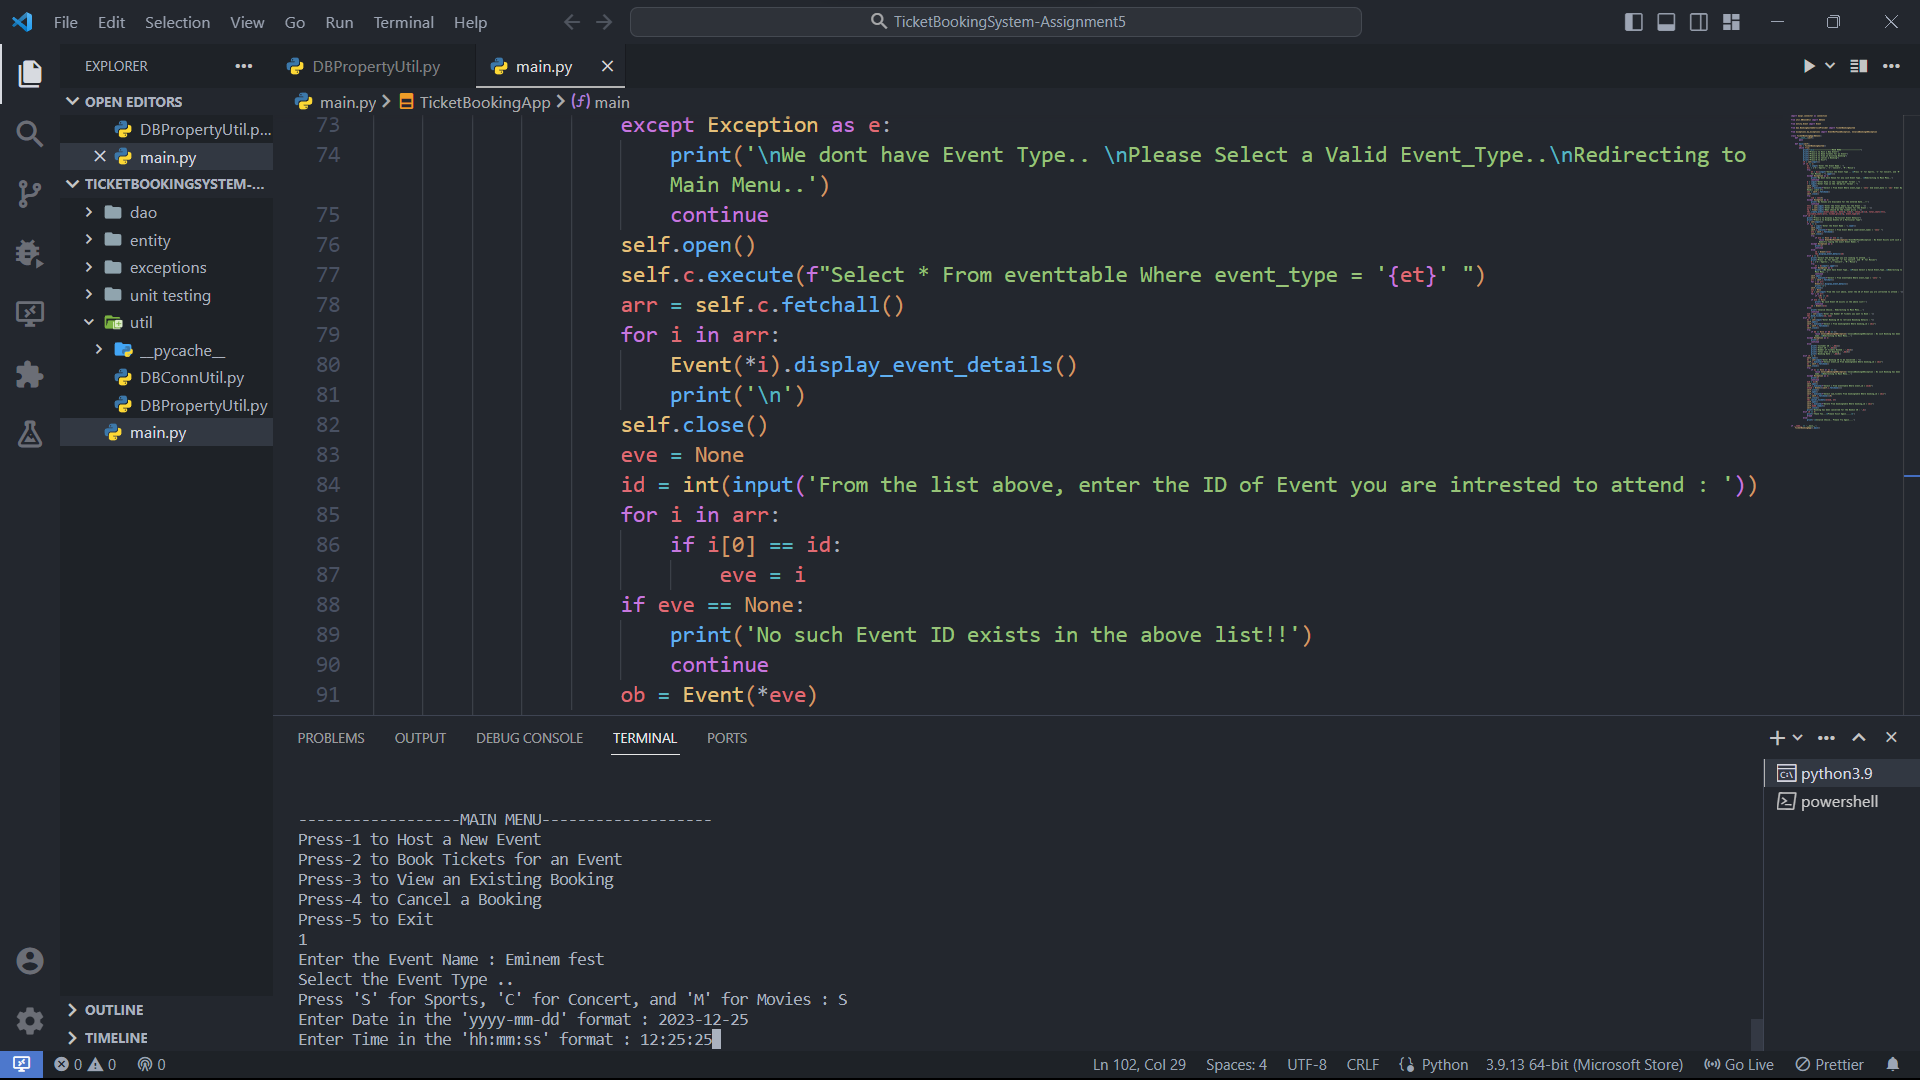 File Edit Selection View Go Run Terminal Help
TicketBookingSystem-Assignment5
EXPLORER
OPEN EDITORS
DBPropertyUtil.p...
main.py
TICKETBOOKINGSYSTEM-...
dao
entity
exceptions
unit testing
util
__pycache__
DBConnUtil.py
DBPropertyUtil.py
main.py
OUTLINE
TIMELINE
DBPropertyUtil.py
main.py
main.py > TicketBookingApp > main
73 except Exception as e:
74 print('\nWe dont have Event Type.. \nPlease Select a Valid Event_Type..\nRedirecting to
Main Menu..')
75 continue
76 self.open()
77 self.c.execute(f"Select * From eventtable Where event_type = '{et}' ")
78 arr = self.c.fetchall()
79 for i in arr:
80 Event(*i).display_event_details()
81 print('\n')
82 self.close()
83 eve = None
84 id = int(input('From the list above, enter the ID of Event you are intrested to attend : '))
85 for i in arr:
86 if i[0] == id:
87 eve = i
88 if eve == None:
89 print('No such Event ID exists in the above list!!')
90 continue
91 ob = Event(*eve)
PROBLEMS OUTPUT DEBUG CONSOLE TERMINAL PORTS
python3.9
powershell
------------------MAIN MENU-------------------
Press-1 to Host a New Event
Press-2 to Book Tickets for an Event
Press-3 to View an Existing Booking
Press-4 to Cancel a Booking
Press-5 to Exit
1
Enter the Event Name : Eminem fest
Select the Event Type ..
Press 'S' for Sports, 'C' for Concert, and 'M' for Movies : S
Enter Date in the 'yyyy-mm-dd' format : 2023-12-25
Enter Time in the 'hh:mm:ss' format : 12:25:25
0 0 0 Ln 102, Col 29 Spaces: 4 UTF-8 CRLF Python 3.9.13 64-bit (Microsoft Store) Go Live Prettier